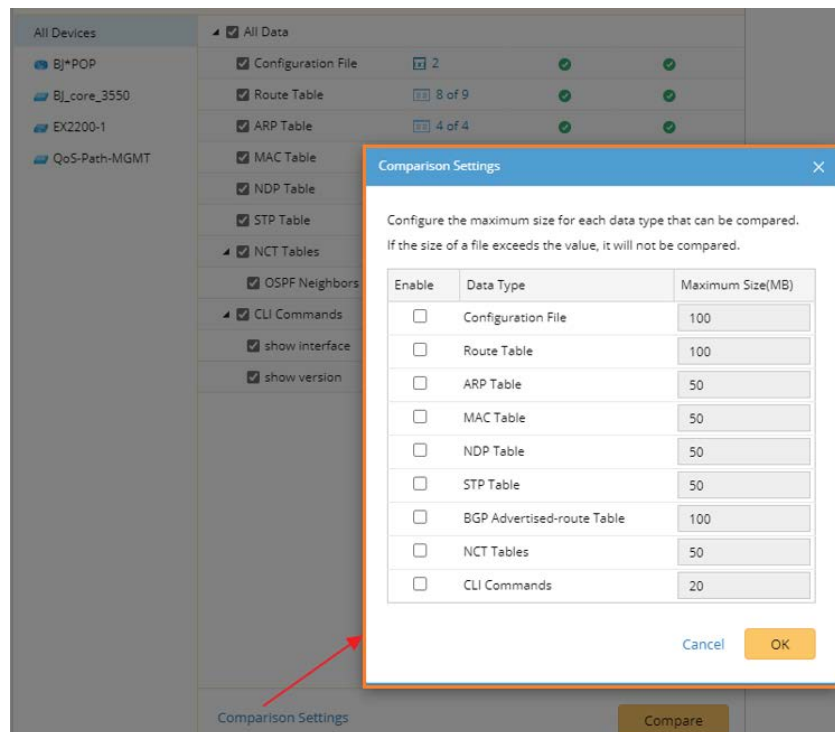 All Devices
BJ*POP
BJ_core_3550
EX2200-1
QoS-Path-MGMT
All Data
Configuration File 2
Route Table 8 of 9
ARP Table 4 of 4
MAC Table
NDP Table
STP Table
NCT Tables
OSPF Neighbors
CLI Commands
show interface
show version
Comparison Settings
Compare
Comparison Settings
Configure the maximum size for each data type that can be compared.
If the size of a file exceeds the value, it will not be compared.
Enable Data Type Maximum Size(MB)
Configuration File 100
Route Table 100
ARP Table 50
MAC Table 50
NDP Table 50
STP Table 50
BGP Advertised-route Table 100
NCT Tables 50
CLI Commands 20
Cancel OK